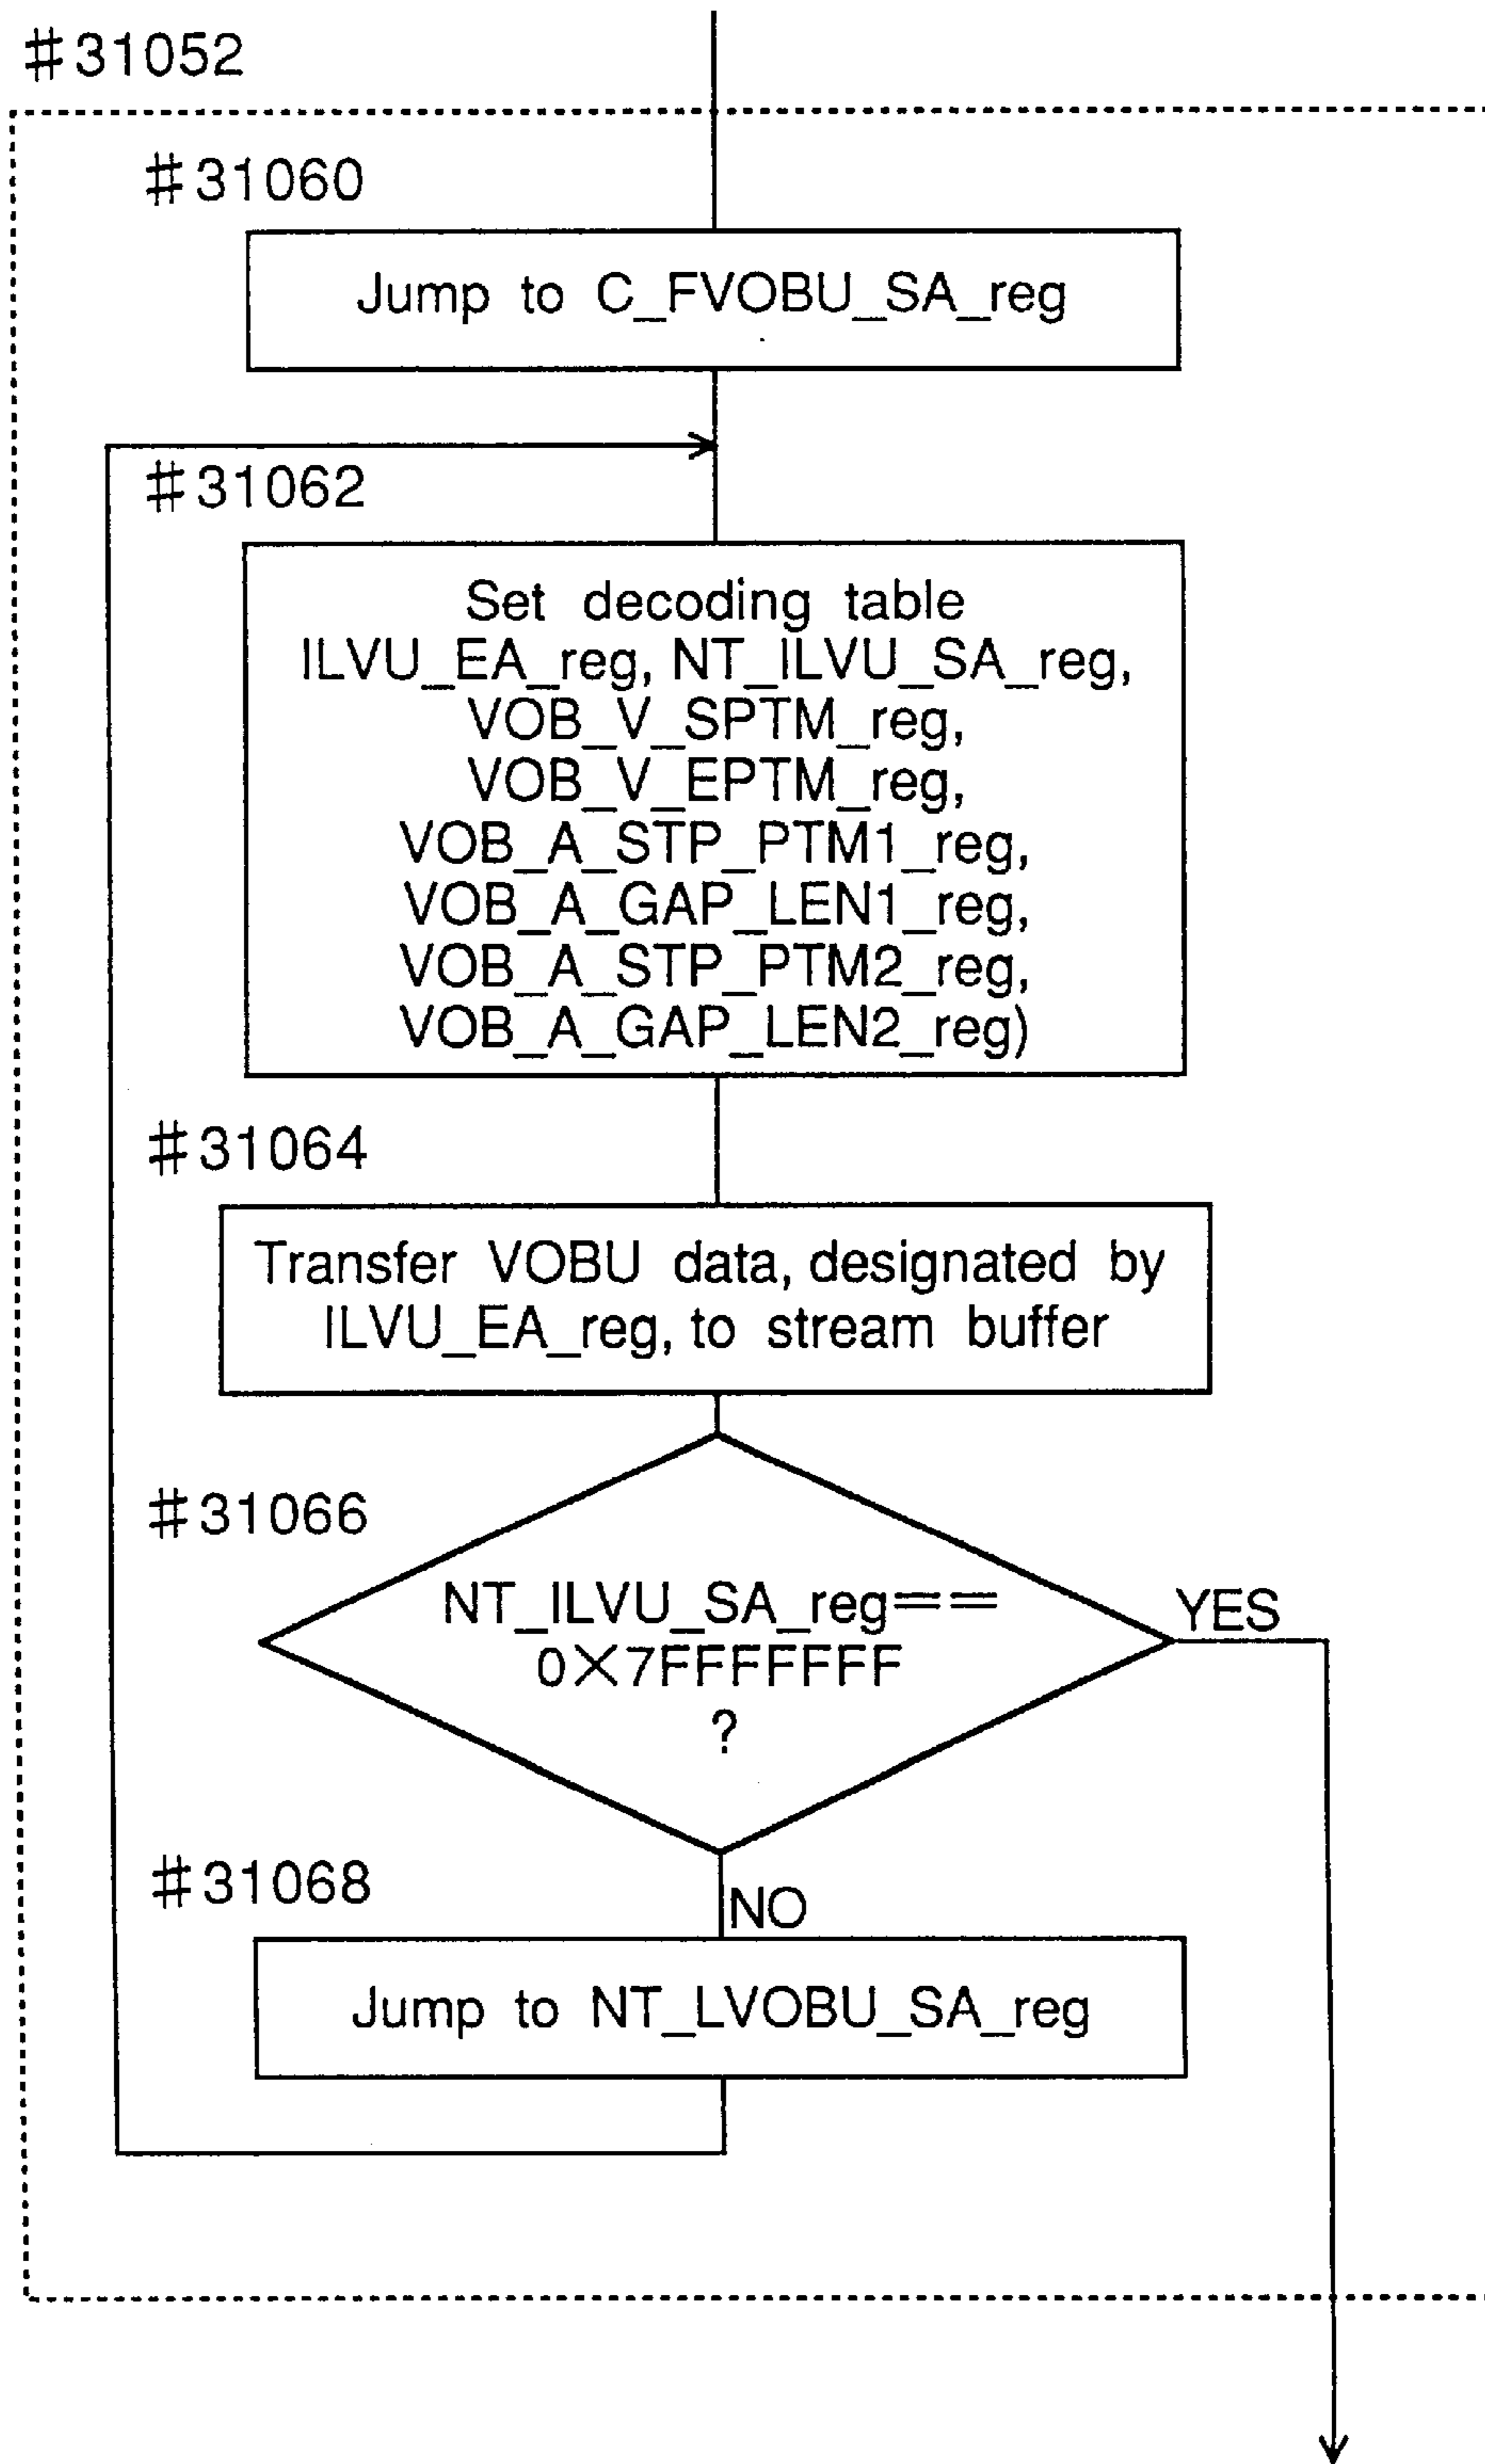 #31052
#31060
Jump to C_FVOBU_SA_reg
#31062
Set decoding table
ILVU_EA_reg, NT_ILVU_SA_reg,
VOB_V_SPTM_reg,
VOB_V_EPTM_reg,
VOB_A_STP_PTM1_reg,
VOB_A_GAP_LEN1_reg,
VOB_A_STP_PTM2_reg,
VOB_A_GAP_LEN2_reg)
#31064
Transfer VOBU data, designated by
ILVU_EA_reg, to stream buffer
#31066
NT_ILVU_SA_reg==
0X7FFFFFFF
?
YES
NO
#31068
Jump to NT_LVOBU_SA_reg